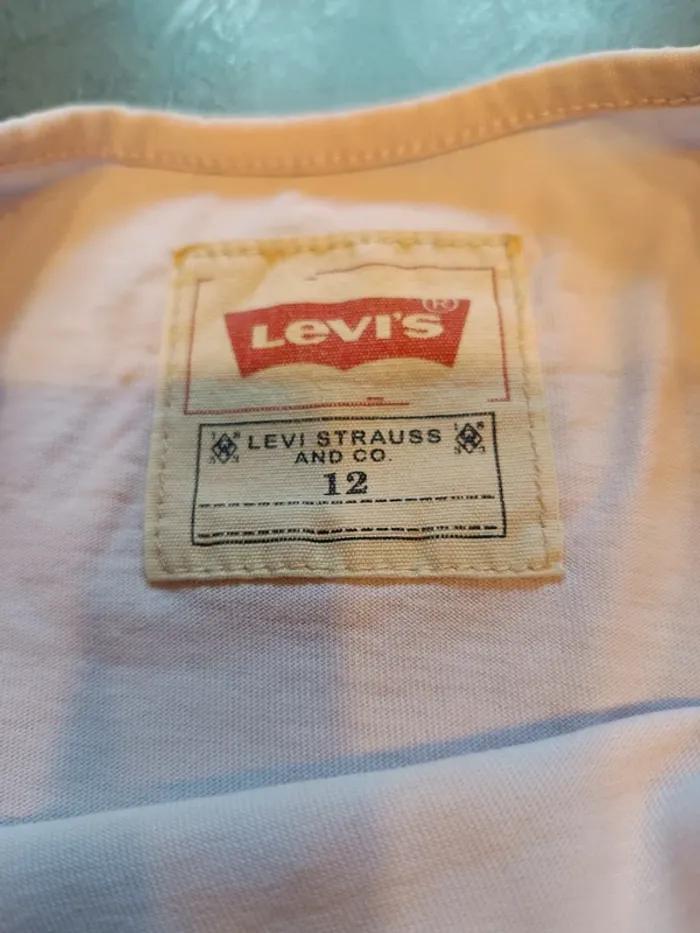 Levi's ®
LEVI STRAUSS
AND CO.
12